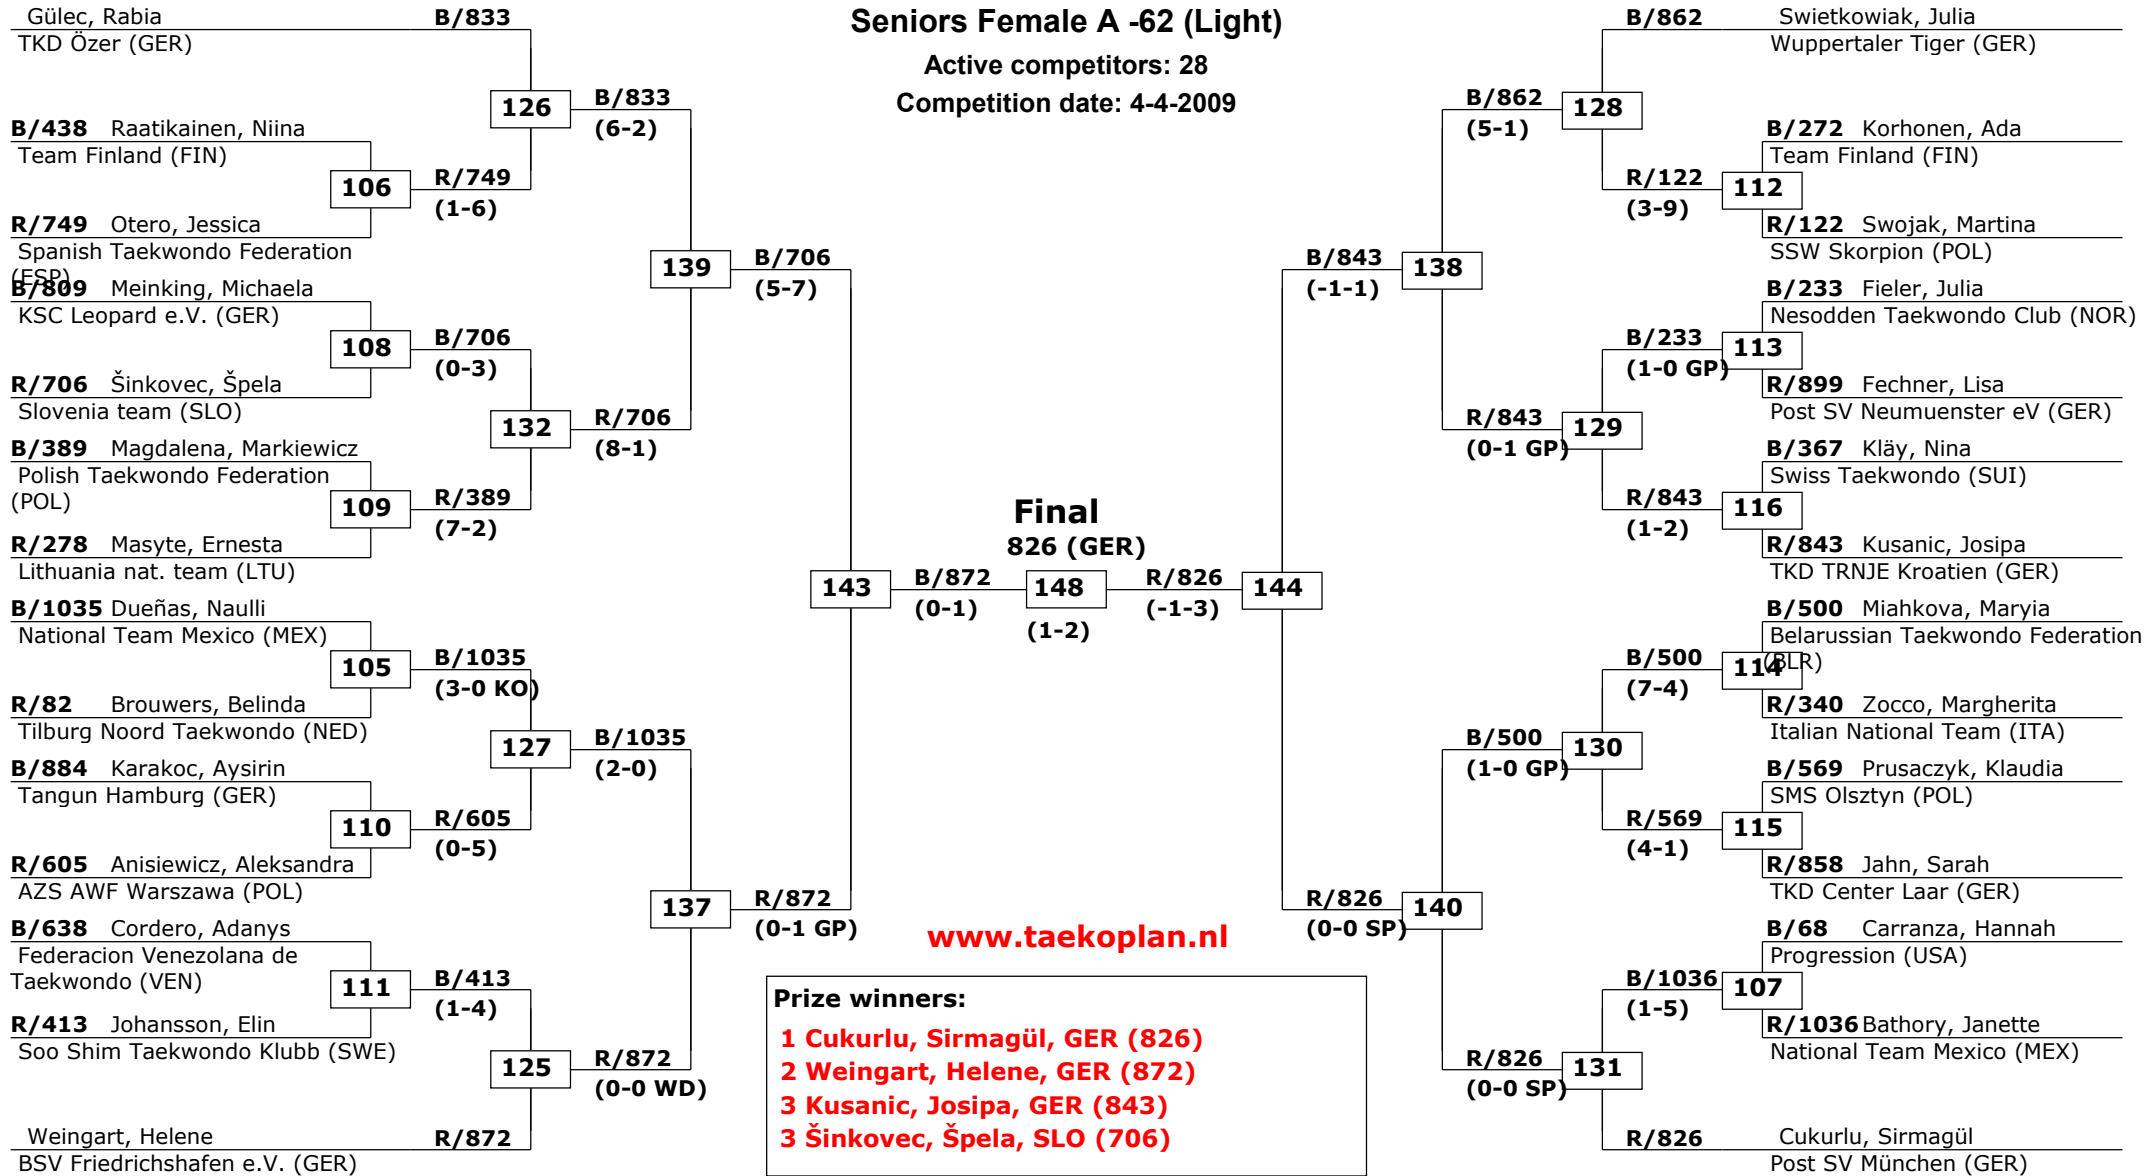 Seniors Female A -62 (Light)
Active competitors: 28
Competition date: 4-4-2009
Gülec, Rabia
B/833
TKD Özer (GER)
126
B/833
(6-2)
B/438 Raatikainen, Niina
Team Finland (FIN)
106
R/749
(1-6)
R/749 Otero, Jessica
Spanish Taekwondo Federation
(ESP)
139
B/706
(5-7)
B/809 Meinking, Michaela
KSC Leopard e.V. (GER)
108
B/706
(0-3)
R/706 Šinkovec, Špela
Slovenia team (SLO)
132
R/706
(8-1)
B/389 Magdalena, Markiewicz
Polish Taekwondo Federation
(POL)
109
R/389
(7-2)
R/278 Masyte, Ernesta
Lithuania nat. team (LTU)
143
B/872
(0-1)
B/1035 Dueñas, Naulli
National Team Mexico (MEX)
105
B/1035
(3-0 KO)
R/82 Brouwers, Belinda
Tilburg Noord Taekwondo (NED)
127
B/1035
(2-0)
B/884 Karakoc, Aysirin
Tangun Hamburg (GER)
110
R/605
(0-5)
R/605 Anisiewicz, Aleksandra
AZS AWF Warszawa (POL)
137
R/872
(0-1 GP)
B/638 Cordero, Adanys
Federacion Venezolana de
Taekwondo (VEN)
111
B/413
(1-4)
R/413 Johansson, Elin
Soo Shim Taekwondo Klubb (SWE)
125
R/872
(0-0 WD)
Weingart, Helene
R/872
BSV Friedrichshafen e.V. (GER)
Final
826 (GER)
148
(1-2)
B/862
Swietkowiak, Julia
Wuppertaler Tiger (GER)
B/862
(5-1)
128
B/272 Korhonen, Ada
Team Finland (FIN)
R/122
(3-9)
112
R/122 Swojak, Martina
SSW Skorpion (POL)
B/843
(-1-1)
138
B/233 Fieler, Julia
Nesodden Taekwondo Club (NOR)
B/233
(1-0 GP)
113
R/899 Fechner, Lisa
Post SV Neumuenster eV (GER)
R/843
(0-1 GP)
129
B/367 Kläy, Nina
Swiss Taekwondo (SUI)
R/843
(1-2)
116
R/843 Kusanic, Josipa
TKD TRNJE Kroatien (GER)
R/826
(-1-3)
144
B/500 Miahkova, Maryia
Belarussian Taekwondo Federation
(BLR)
B/500
(7-4)
114
R/340 Zocco, Margherita
Italian National Team (ITA)
B/500
(1-0 GP)
130
B/569 Prusaczyk, Klaudia
SMS Olsztyn (POL)
R/569
(4-1)
115
R/858 Jahn, Sarah
TKD Center Laar (GER)
R/826
(0-0 SP)
140
B/68 Carranza, Hannah
Progression (USA)
B/1036
(1-5)
107
R/1036 Bathory, Janette
National Team Mexico (MEX)
R/826
(0-0 SP)
131
R/826
Cukurlu, Sirmagül
Post SV München (GER)
www.taekoplan.nl
Prize winners:
1 Cukurlu, Sirmagül, GER (826)
2 Weingart, Helene, GER (872)
3 Kusanic, Josipa, GER (843)
3 Šinkovec, Špela, SLO (706)